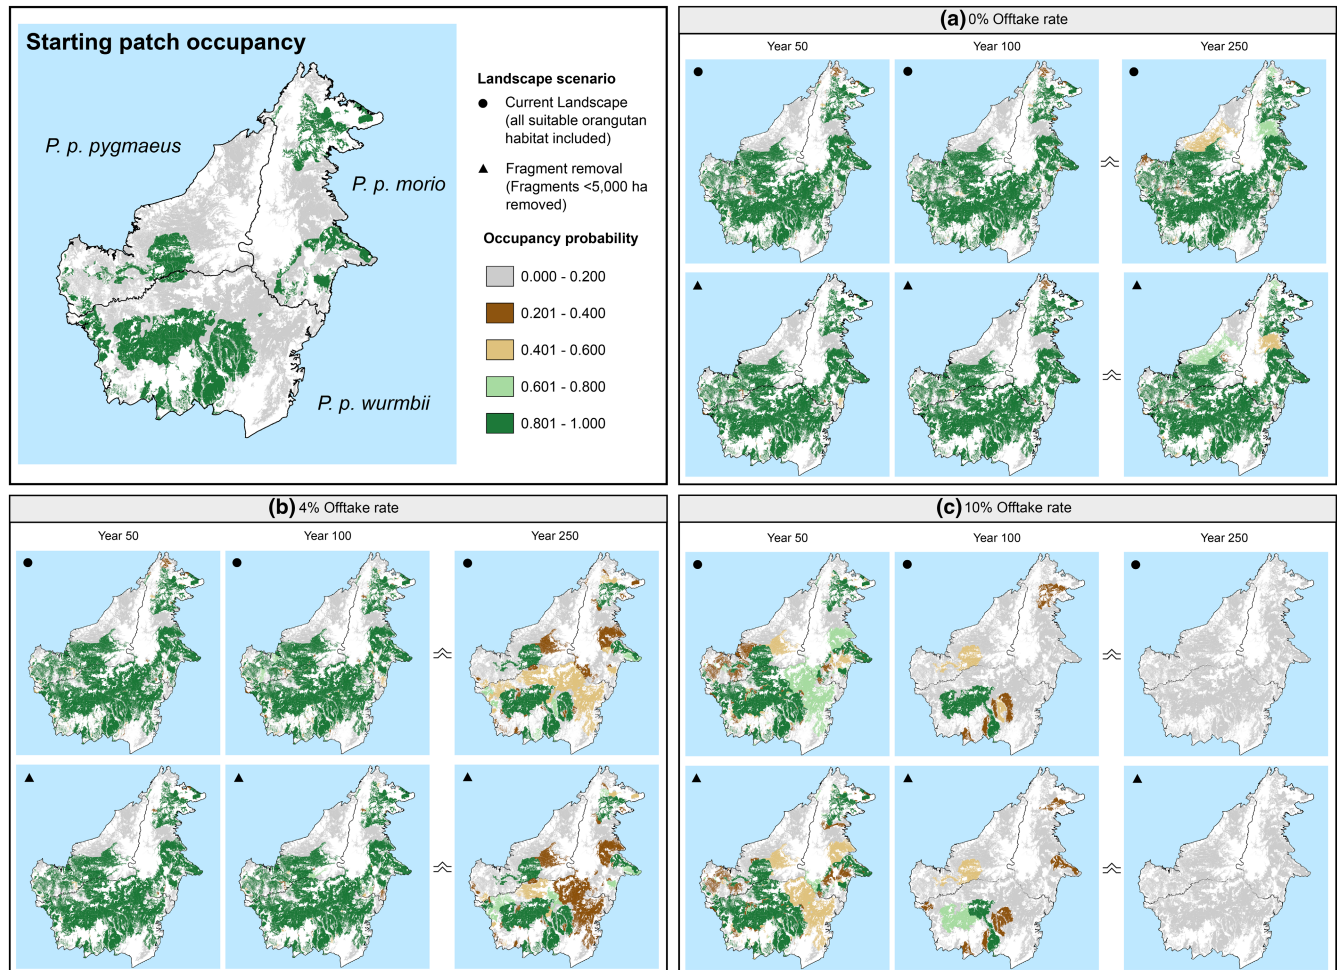 Starting patch occupancy
P. p. pygmaeus
P. p. morio
P. p. wurmbii
Landscape scenario
Current Landscape
(all suitable orangutan
habitat included)
Fragment removal
(Fragments <5,000 ha
removed)
Occupancy probability
0.000 - 0.200
0.201 - 0.400
0.401 - 0.600
0.601 - 0.800
0.801 - 1.000
(a) 0% Offtake rate
Year 50
Year 100
Year 250
(b) 4% Offtake rate
Year 50
Year 100
Year 250
(c) 10% Offtake rate
Year 50
Year 100
Year 250